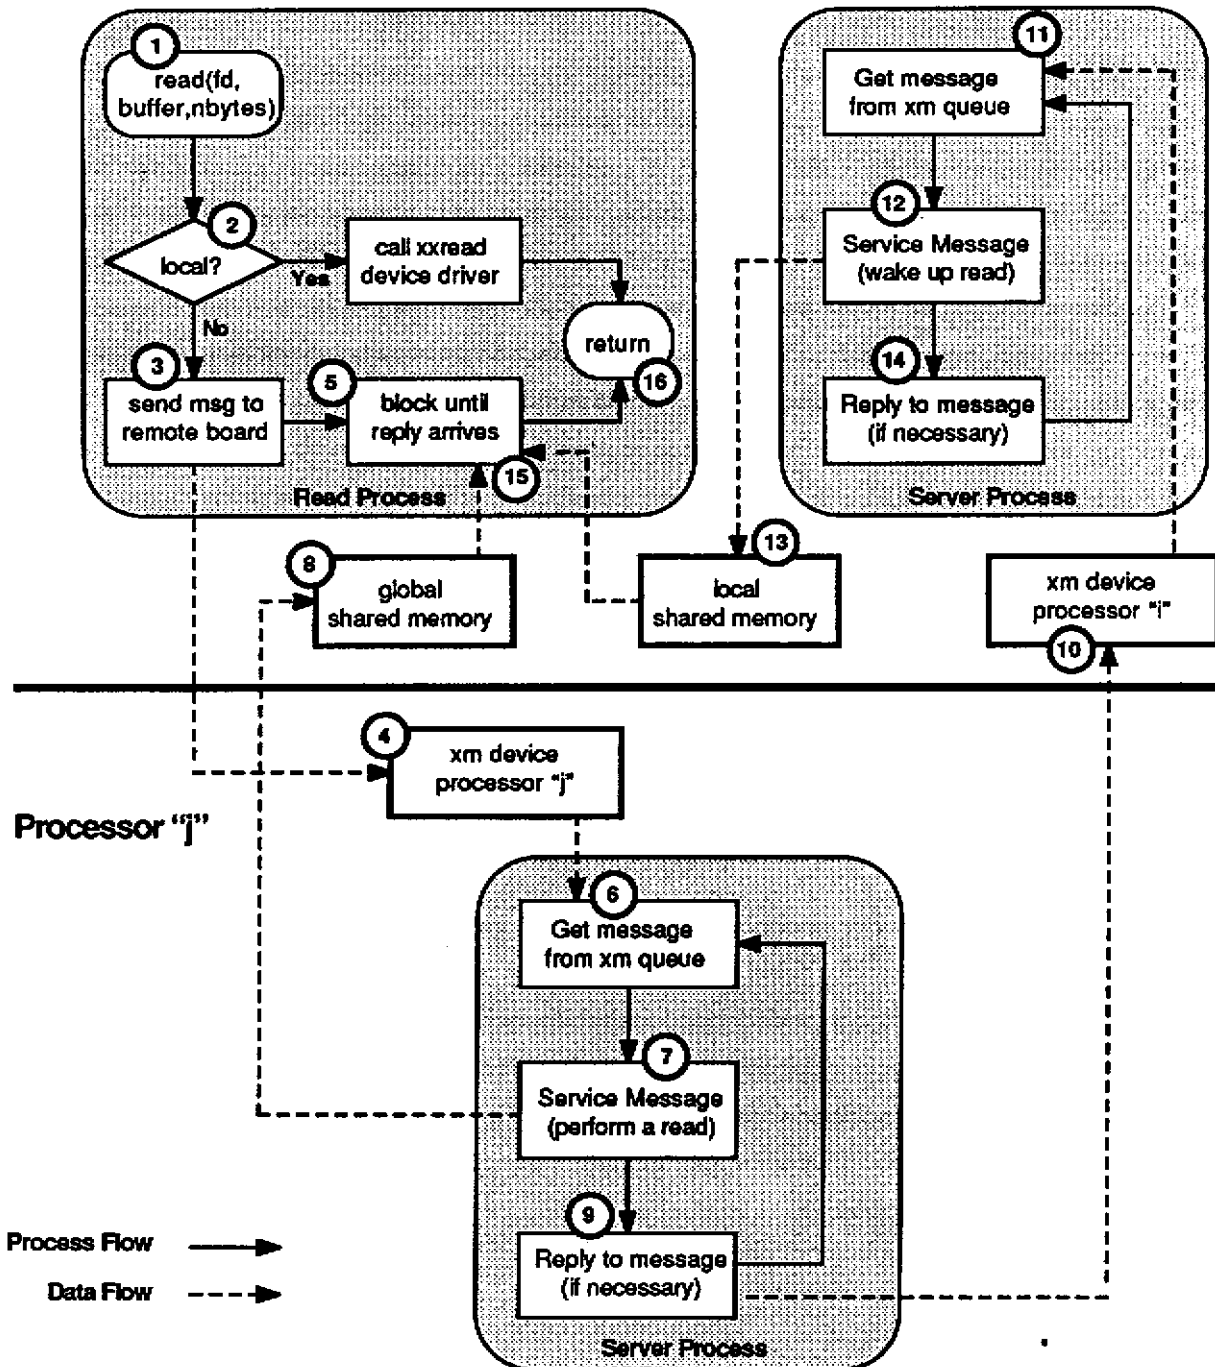 1
read(fd,
buffer,nbytes)
2
local?
Yes
No
call xxread
device driver
return
16
3
send msg to
remote board
5
block until
reply arrives
15
Read Process
11
Get message
from xm queue
12
Service Message
(wake up read)
14
Reply to message
(if necessary)
Server Process
8
global
shared memory
13
local
shared memory
xm device
processor "i"
10
4
xm device
processor "j"
Processor "j"
6
Get message
from xm queue
7
Service Message
(perform a read)
9
Reply to message
(if necessary)
Server Process
Process Flow
Data Flow